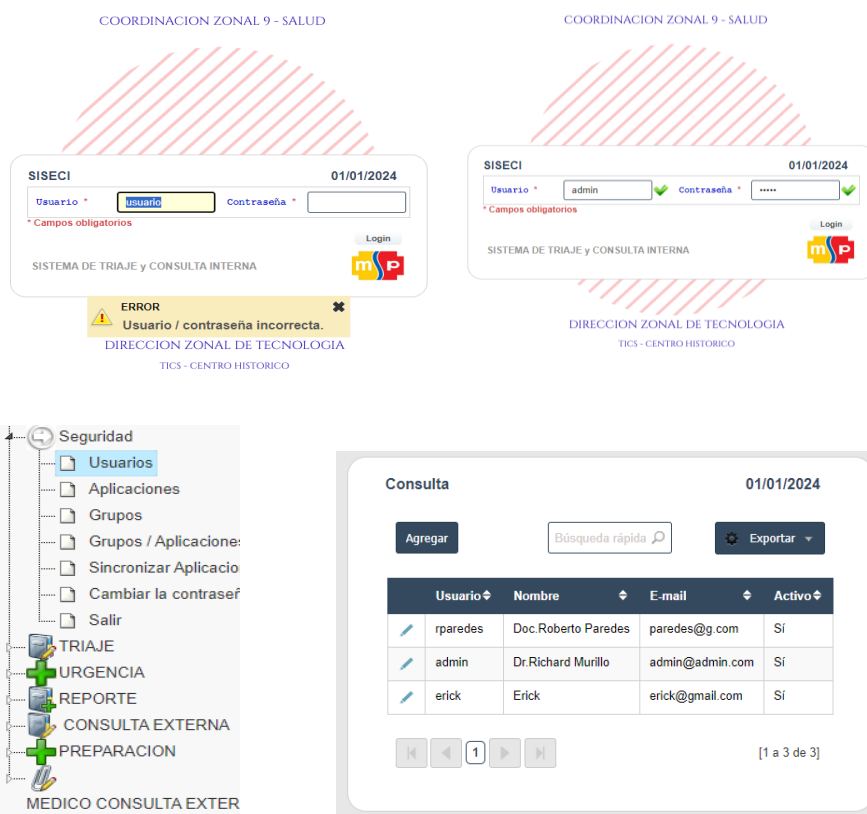 COORDINACION ZONAL 9 - SALUD
SISECI 01/01/2024
Usuario * usuario Contraseña *
* Campos obligatorios
Login
SISTEMA DE TRIAJE y CONSULTA INTERNA
msp
ERROR
Usuario / contraseña incorrecta.
DIRECCION ZONAL DE TECNOLOGIA
TICS - CENTRO HISTORICO
COORDINACION ZONAL 9 - SALUD
SISECI 01/01/2024
Usuario * admin Contraseña * •••••
* Campos obligatorios
Login
SISTEMA DE TRIAJE y CONSULTA INTERNA
msp
DIRECCION ZONAL DE TECNOLOGIA
TICS - CENTRO HISTORICO
Seguridad
Usuarios
Aplicaciones
Grupos
Grupos / Aplicacione
Sincronizar Aplicacio
Cambiar la contraseñ
Salir
TRIAJE
URGENCIA
REPORTE
CONSULTA EXTERNA
PREPARACION
MEDICO CONSULTA EXTER
Consulta 01/01/2024
Agregar Búsqueda rápida Exportar
Usuario Nombre E-mail Activo
rparedes Doc.Roberto Paredes paredes@g.com Sí
admin Dr.Richard Murillo admin@admin.com Sí
erick Erick erick@gmail.com Sí
1 [1 a 3 de 3]